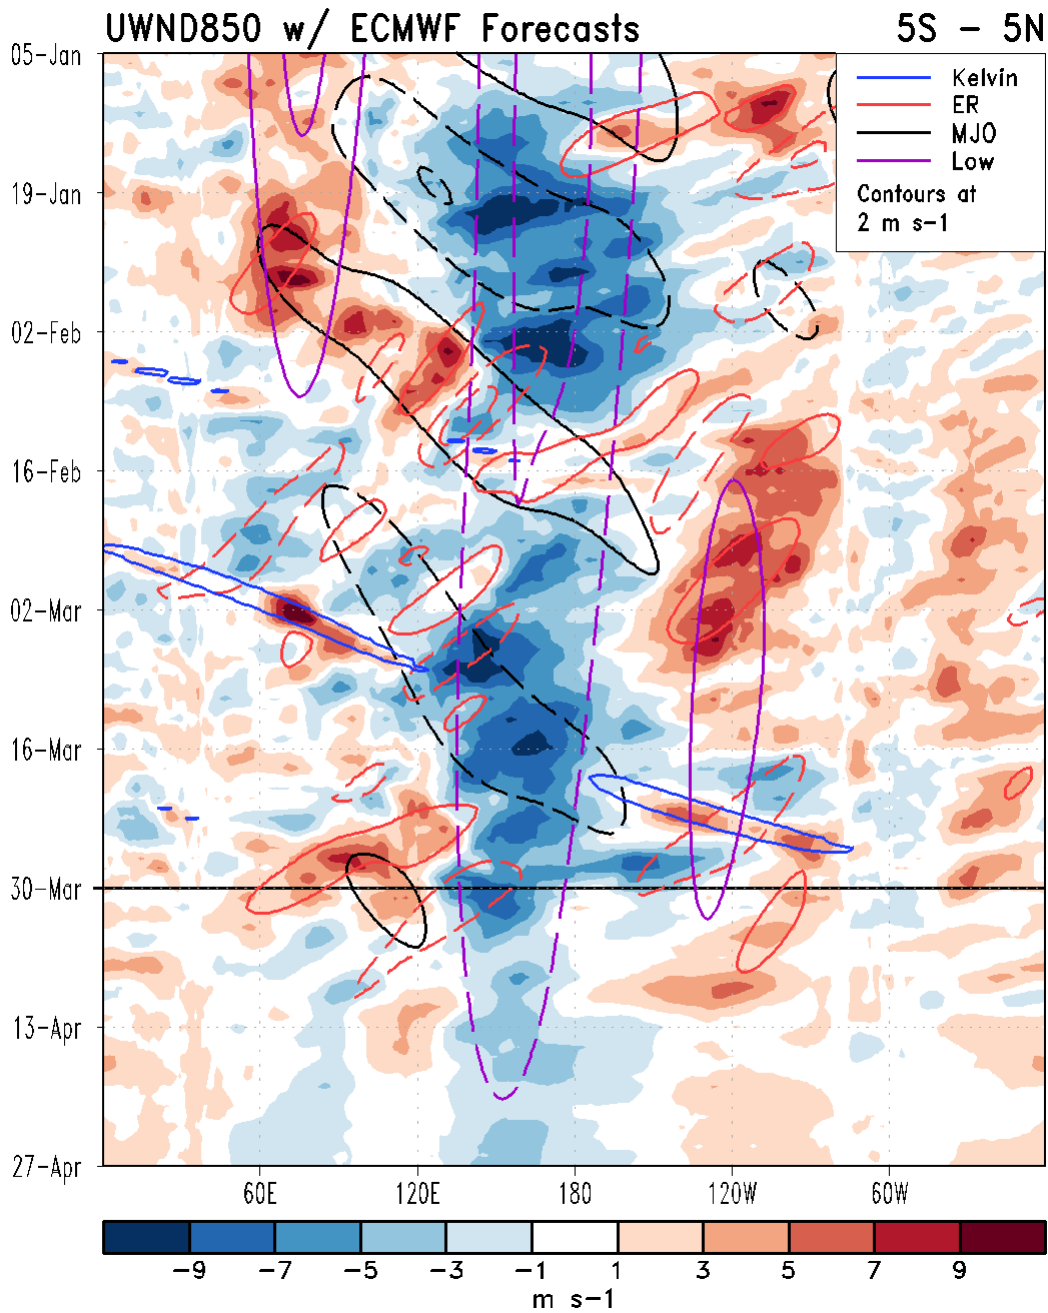 UWND850 w/ ECMWF Forecasts 5S - 5N
05-Jan
19-Jan
02-Feb
16-Feb
02-Mar
16-Mar
30-Mar
13-Apr
27-Apr
Kelvin
ER
MJO
Low
Contours at
2 m s-1
60E 120E 180 120W 60W
-9 -7 -5 -3 -1 1 3 5 7 9
m s-1